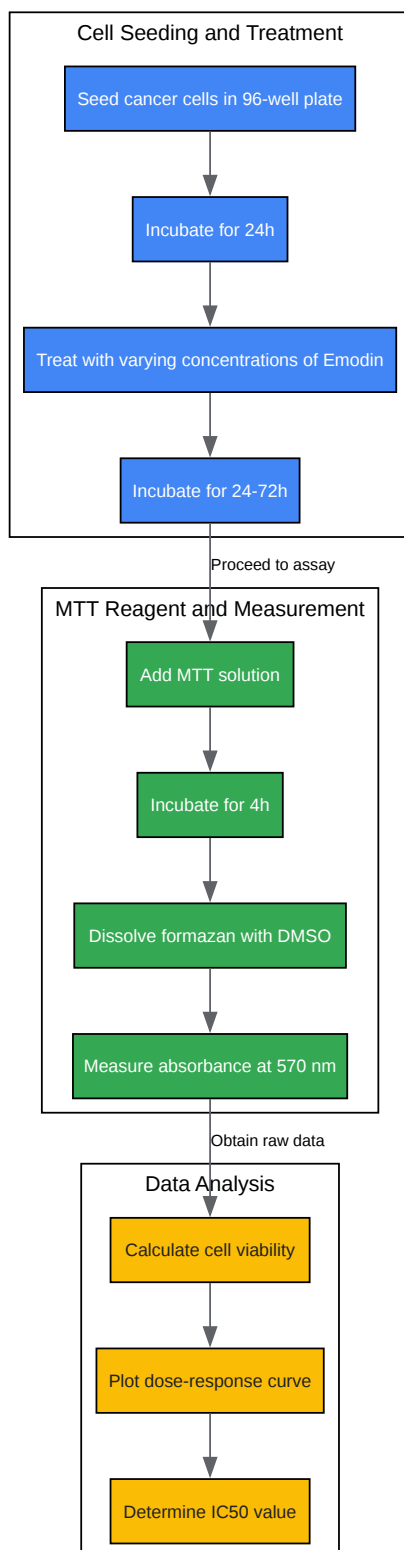 Cell Seeding and Treatment
Seed cancer cells in 96-well plate
Incubate for 24h
Treat with varying concentrations of Emodin
Incubate for 24-72h
Proceed to assay
MTT Reagent and Measurement
Add MTT solution
Incubate for 4h
Dissolve formazan with DMSO
Measure absorbance at 570 nm
Obtain raw data
Data Analysis
Calculate cell viability
Plot dose-response curve
Determine IC50 value